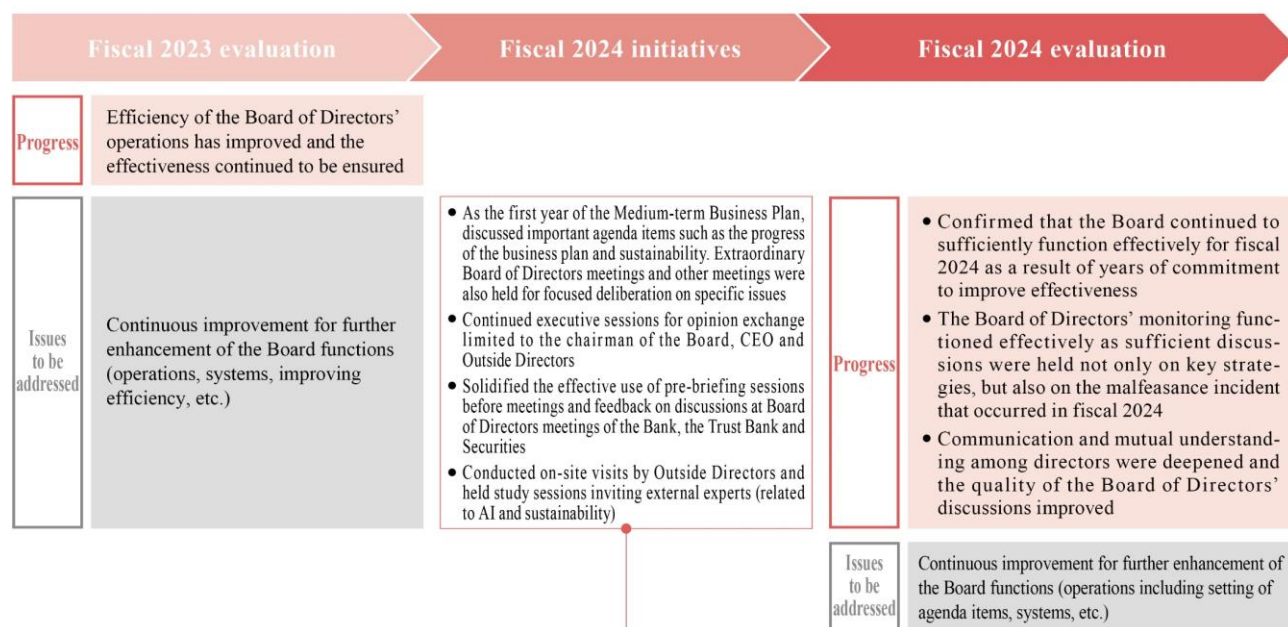 Fiscal 2023 evaluation
Fiscal 2024 initiatives
Fiscal 2024 evaluation
Progress
Efficiency of the Board of Directors’
operations has improved and the
effectiveness continued to be ensured
Issues
to be
addressed
Continuous improvement for further
enhancement of the Board functions
(operations, systems, improving
efficiency, etc.)
• As the first year of the Medium-term Business Plan,
discussed important agenda items such as the progress
of the business plan and sustainability. Extraordinary
Board of Directors meetings and other meetings were
also held for focused deliberation on specific issues
• Continued executive sessions for opinion exchange
limited to the chairman of the Board, CEO and
Outside Directors
• Solidified the effective use of pre-briefing sessions
before meetings and feedback on discussions at Board
of Directors meetings of the Bank, the Trust Bank and
Securities
• Conducted on-site visits by Outside Directors and
held study sessions inviting external experts (related
to AI and sustainability)
Progress
• Confirmed that the Board continued to
sufficiently function effectively for fiscal
2024 as a result of years of commitment
to improve effectiveness
• The Board of Directors’ monitoring func-
tioned effectively as sufficient discus-
sions were held not only on key strate-
gies, but also on the malfeasance incident
that occurred in fiscal 2024
• Communication and mutual understand-
ing among directors were deepened and
the quality of the Board of Directors’
discussions improved
Issues
to be
addressed
Continuous improvement for further enhancement of
the Board functions (operations including setting of
agenda items, systems, etc.)